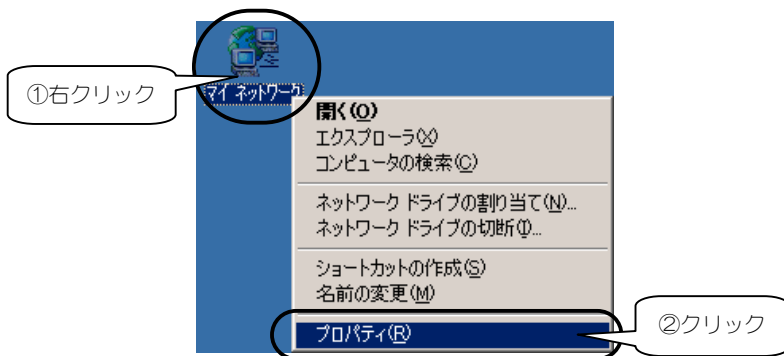 ①右クリック
マイ ネットワーク
開く(O)
エクスプローラ(X)
コンピュータの検索(C)
ネットワーク ドライブの割り当て(N)...
ネットワーク ドライブの切断(I)...
ショートカットの作成(S)
名前の変更(M)
プロパティ(R)
②クリック